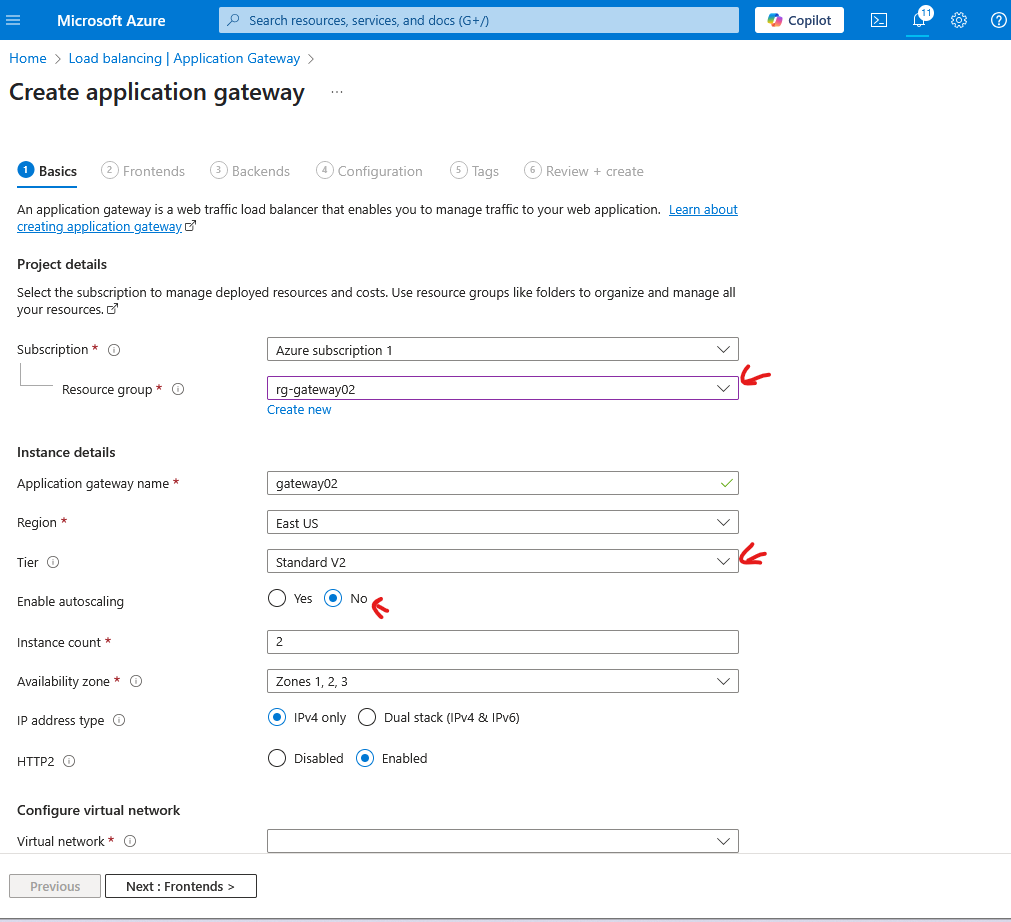 Microsoft Azure
Search resources, services, and docs (G+/)
Copilot
11
Home > Load balancing | Application Gateway >
Create application gateway ...
1 Basics
2 Frontends
3 Backends
4 Configuration
5 Tags
6 Review + create
An application gateway is a web traffic load balancer that enables you to manage traffic to your web application. Learn about
creating application gateway
Project details
Select the subscription to manage deployed resources and costs. Use resource groups like folders to organize and manage all
your resources.
Subscription *
Azure subscription 1
Resource group *
rg-gateway02
Create new
Instance details
Application gateway name *
gateway02
Region *
East US
Tier
Standard V2
Enable autoscaling
Yes No
Instance count *
2
Availability zone *
Zones 1, 2, 3
IP address type
IPv4 only Dual stack (IPv4 & IPv6)
HTTP2
Disabled Enabled
Configure virtual network
Virtual network *
Previous
Next : Frontends >